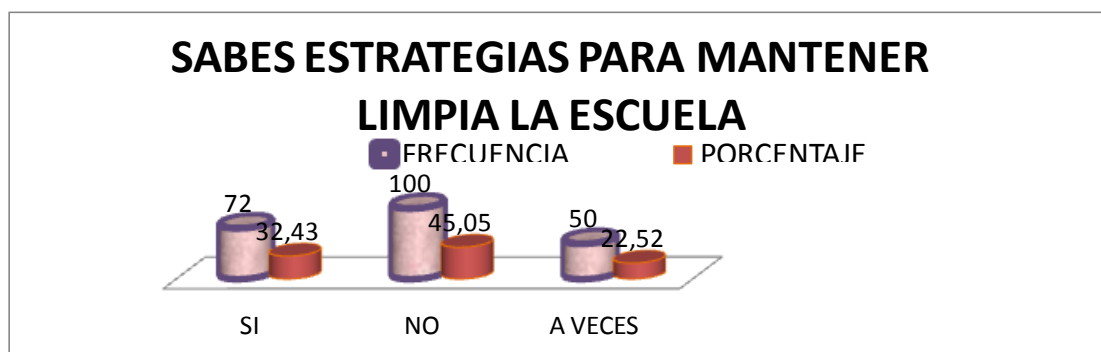 SABES ESTRATEGIAS PARA MANTENER
LIMPIA LA ESCUELA
FRECUENCIA PORCENTAJE
72 32,43 100 45,05 50 22,52
SI NO A VECES